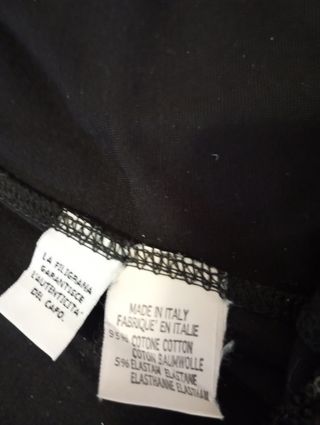 LA FILIGRANA
GARANTISCE
L'AUTENTICITA'
DEL CAPO.
MADE IN ITALY
FABRIQUE' EN ITALIE
95% COTONE COTTON
COTON BAUMWOLLE
5% ELASTAN ELASTANE
ELASTHANNE ELASTHAN